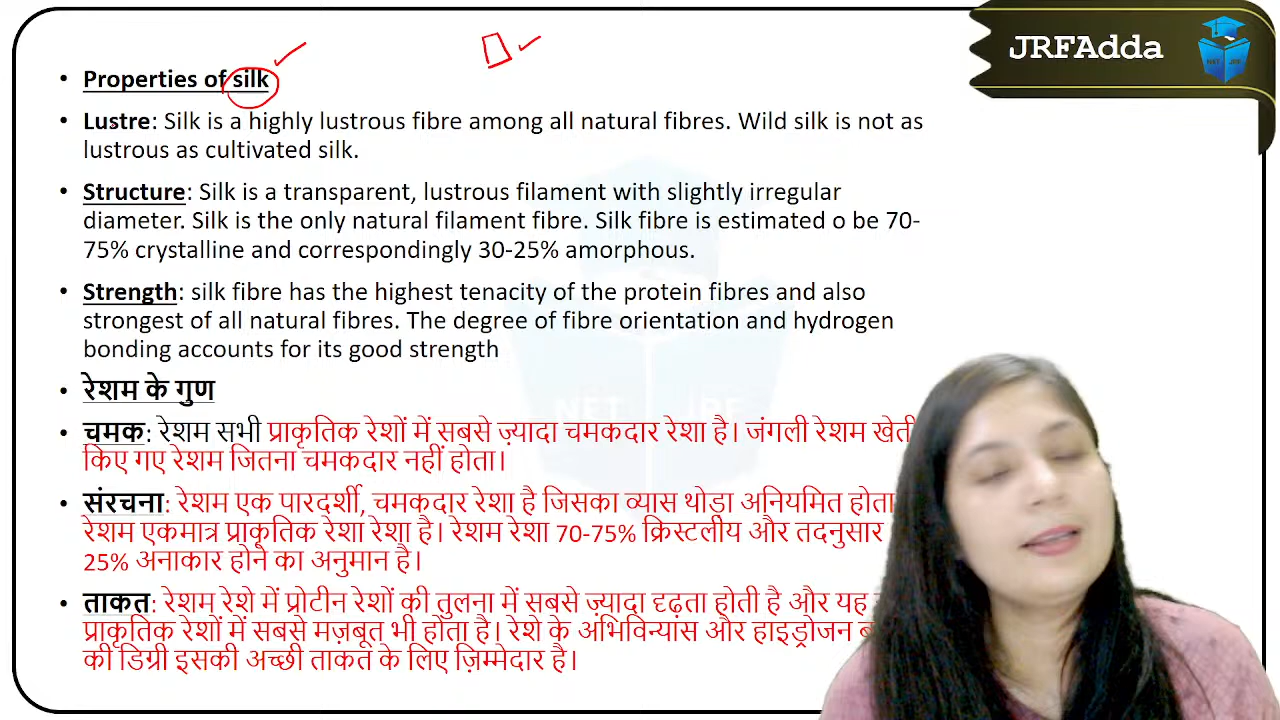 JRFAdda
NET JRF
Properties of silk
Lustre: Silk is a highly lustrous fibre among all natural fibres. Wild silk is not as
lustrous as cultivated silk.
Structure: Silk is a transparent, lustrous filament with slightly irregular
diameter. Silk is the only natural filament fibre. Silk fibre is estimated o be 70-
75% crystalline and correspondingly 30-25% amorphous.
Strength: silk fibre has the highest tenacity of the protein fibres and also
strongest of all natural fibres. The degree of fibre orientation and hydrogen
bonding accounts for its good strength
NET JRF
रेशम के गुण
चमक: रेशम सभी प्राकृतिक रेशों में सबसे ज़्यादा चमकदार रेशा है। जंगली रेशम खेती
किए गए रेशम जितना चमकदार नहीं होता।
संरचना: रेशम एक पारदर्शी, चमकदार रेशा है जिसका व्यास थोड़ा अनियमित होता
रेशम एकमात्र प्राकृतिक रेशा रेशा है। रेशम रेशा 70-75% क्रिस्टलीय और तदनुसार
25% अनाकार होने का अनुमान है।
ताकत: रेशम रेशे में प्रोटीन रेशों की तुलना में सबसे ज़्यादा दृढ़ता होती है और यह
प्राकृतिक रेशों में सबसे मज़बूत भी होता है। रेशे के अभिविन्यास और हाइड्रोजन
की डिग्री इसकी अच्छी ताकत के लिए ज़िम्मेदार है।